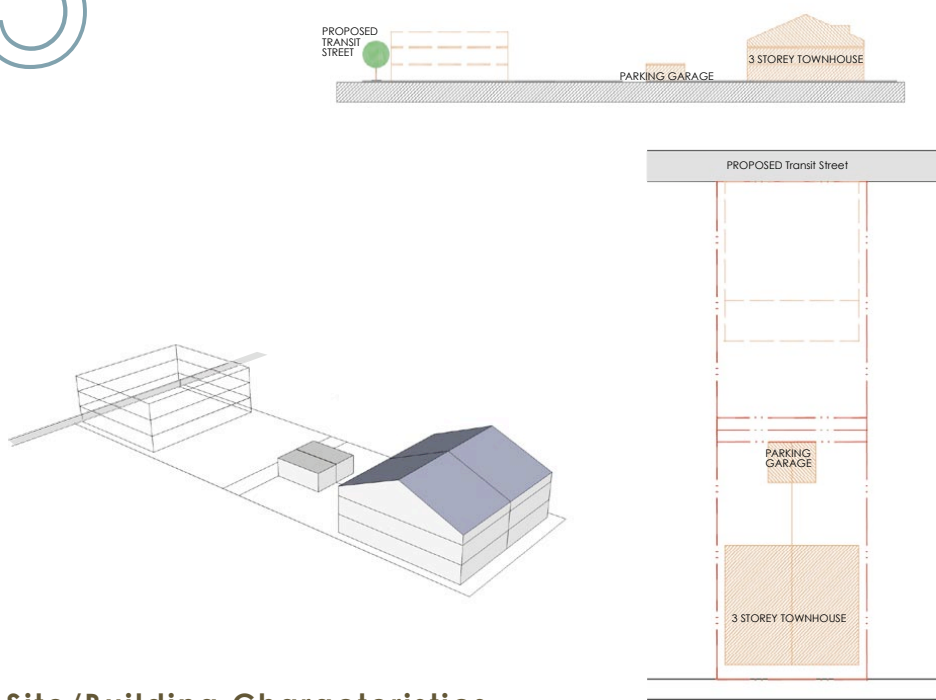 PROPOSED
TRANSIT
STREET
3 STOREY TOWNHOUSE
PARKING GARAGE
PROPOSED Transit Street
PARKING
GARAGE
3 STOREY TOWNHOUSE
Site/Building Characteristics